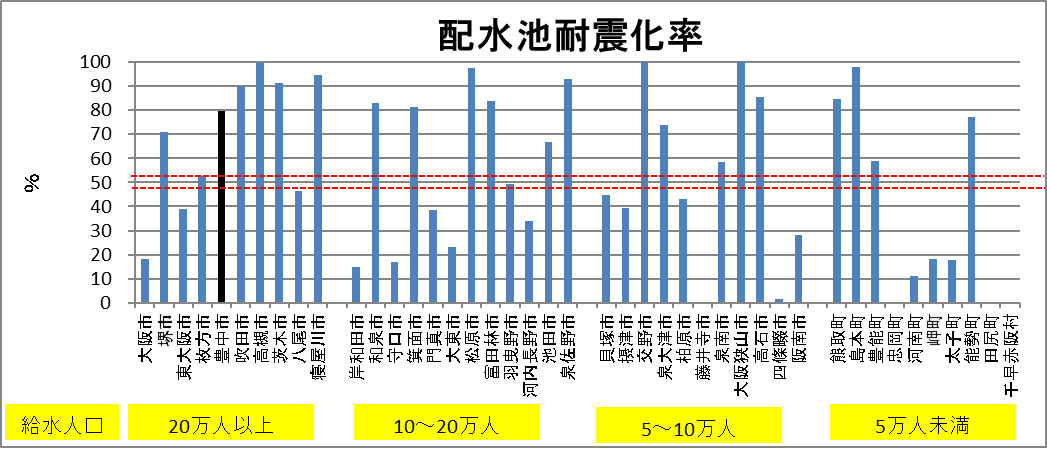 配水池耐震化率
%
100
90
80
70
60
50
40
30
20
10
0
大阪市
堺市
東大阪市
枚方市
豊中市
吹田市
高槻市
茨木市
八尾市
寝屋川市
岸和田市
和泉市
守口市
箕面市
門真市
大東市
松原市
富田林市
羽曳野市
河内長野市
池田市
泉佐野市
貝塚市
摂津市
交野市
泉大津市
柏原市
藤井寺市
泉南市
大阪狭山市
高石市
四條畷市
阪南市
熊取町
島本町
豊能町
忠岡町
河南町
岬町
太子町
能勢町
田尻町
千早赤阪村
給水人口
20万人以上
10～20万人
5～10万人
5万人未満